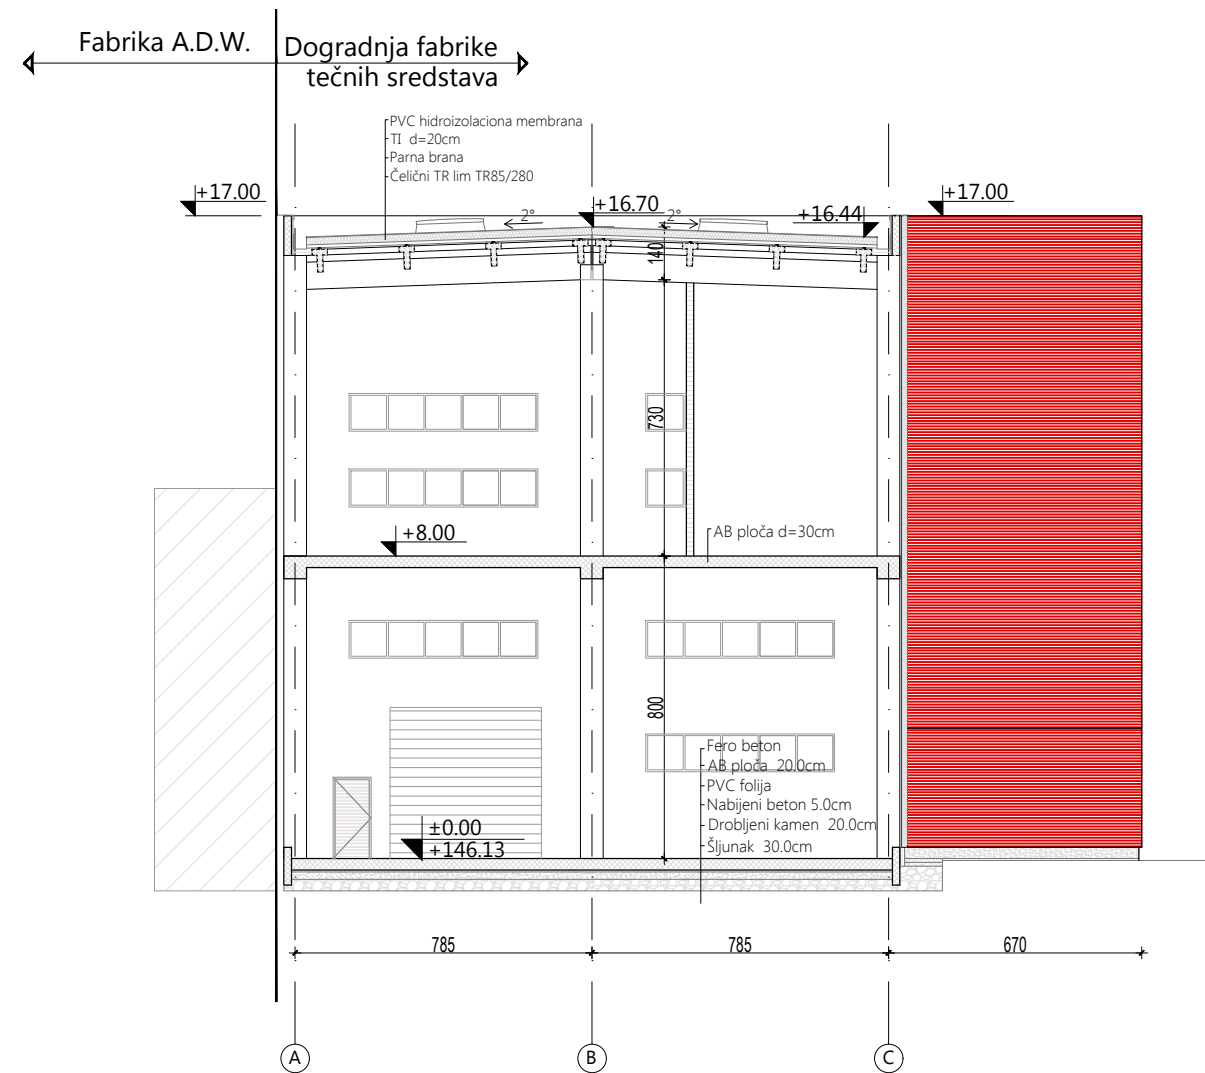 Fabrika A.D.W.
Dogradnja fabrike
tečnih sredstava
PVC hidroizolaciona membrana
TI d=20cm
Parna brana
Čelični TR lim TR85/280
+17.00
+16.70
+17.00
2°
2°
+16.44
140
730
+8.00
AB ploča d=30cm
800
Fero beton
AB ploča 20.0cm
PVC folija
Nabijeni beton 5.0cm
Drobljeni kamen 20.0cm
Šljunak 30.0cm
±0.00
+146.13
785
785
670
A
B
C